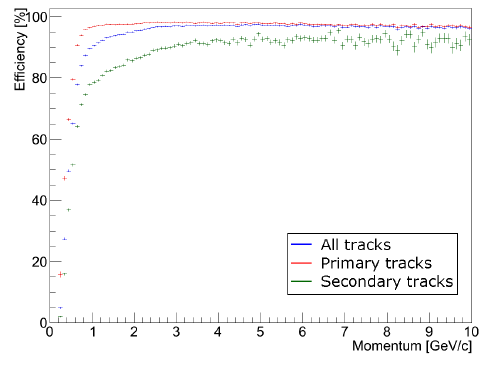 Efficiency [%]
100
80
60
40
20
0
All tracks
Primary tracks
Secondary tracks
0 1 2 3 4 5 6 7 8 9 10
Momentum [GeV/c]